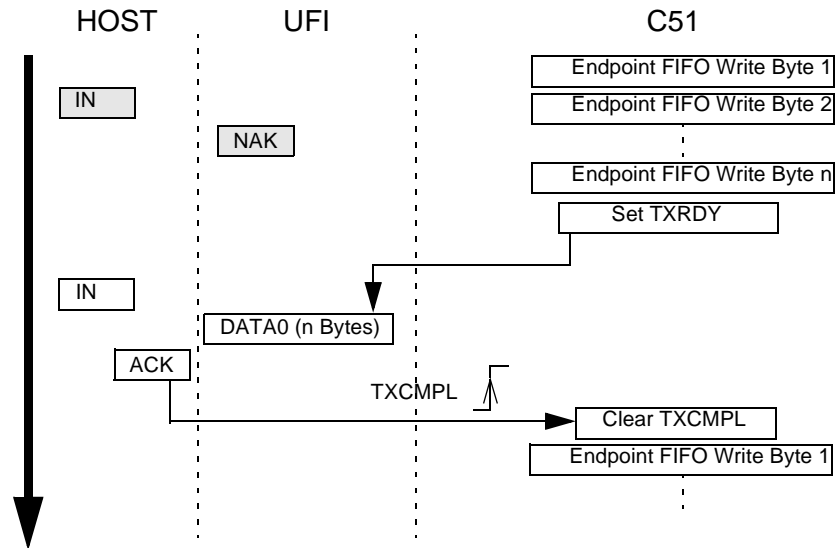 HOST UFI C51
Endpoint FIFO Write Byte 1
IN
Endpoint FIFO Write Byte 2
NAK
Endpoint FIFO Write Byte n
Set TXRDY
IN
DATA0 (n Bytes)
ACK
TXCMPL
Clear TXCMPL
Endpoint FIFO Write Byte 1